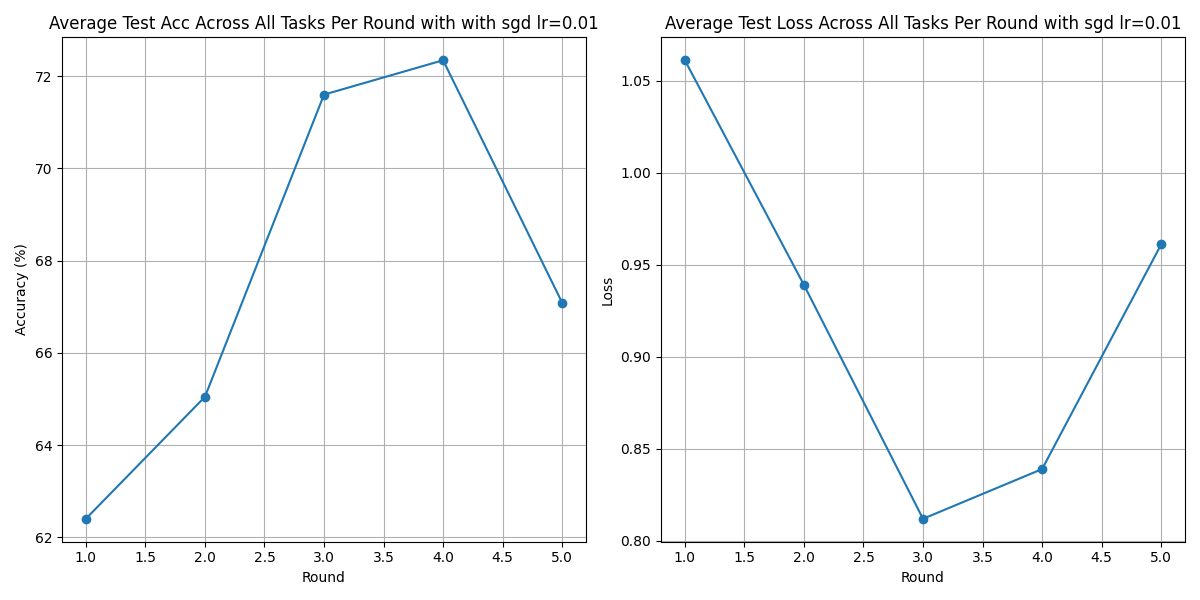 Average Test Acc Across All Tasks Per Round with with sgd lr=0.01
72
70
68
66
64
62
Accuracy (%)
1.0 1.5 2.0 2.5 3.0 3.5 4.0 4.5 5.0
Round
Average Test Loss Across All Tasks Per Round with sgd lr=0.01
1.05
1.00
0.95
0.90
0.85
0.80
Loss
1.0 1.5 2.0 2.5 3.0 3.5 4.0 4.5 5.0
Round